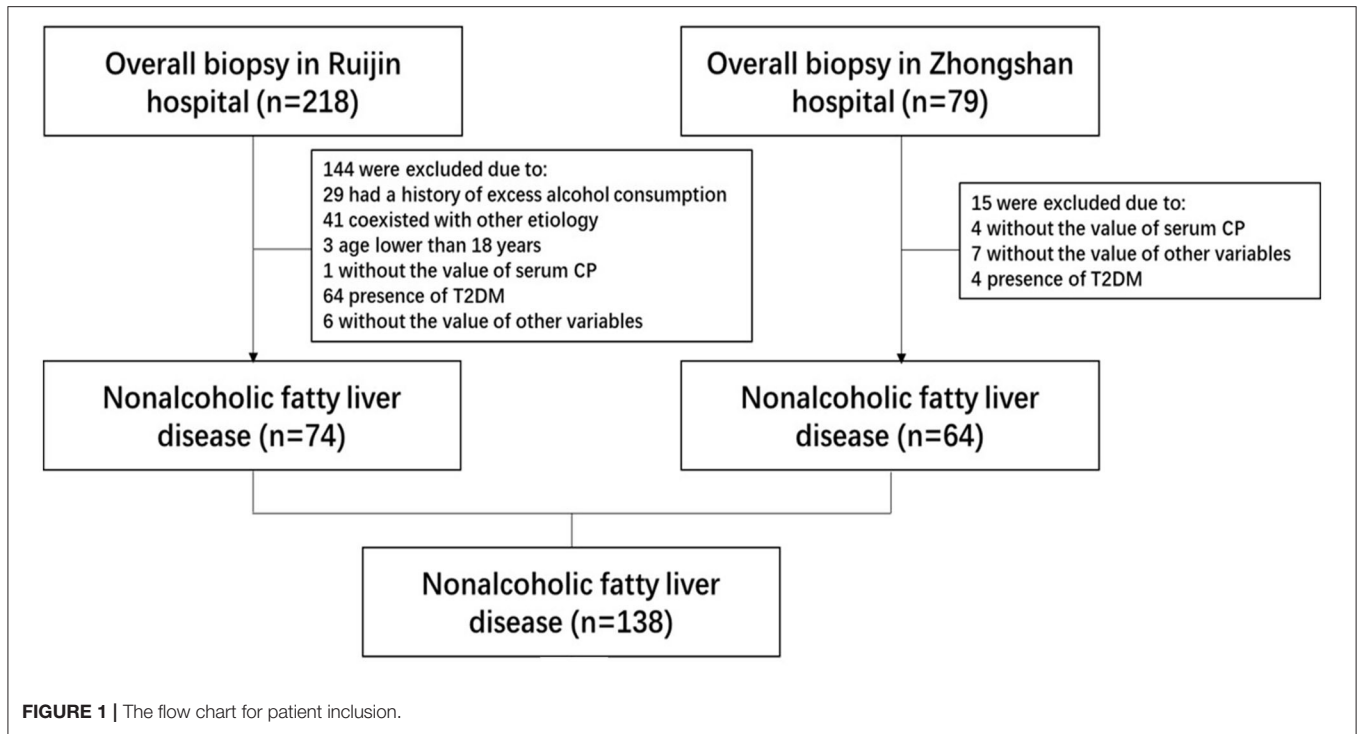 Overall biopsy in Ruijin
hospital (n=218)
Overall biopsy in Zhongshan
hospital (n=79)
144 were excluded due to:
29 had a history of excess alcohol consumption
41 coexisted with other etiology
3 age lower than 18 years
1 without the value of serum CP
64 presence of T2DM
6 without the value of other variables
15 were excluded due to:
4 without the value of serum CP
7 without the value of other variables
4 presence of T2DM
Nonalcoholic fatty liver
disease (n=74)
Nonalcoholic fatty liver
disease (n=64)
Nonalcoholic fatty liver
disease (n=138)
FIGURE 1 | The flow chart for patient inclusion.